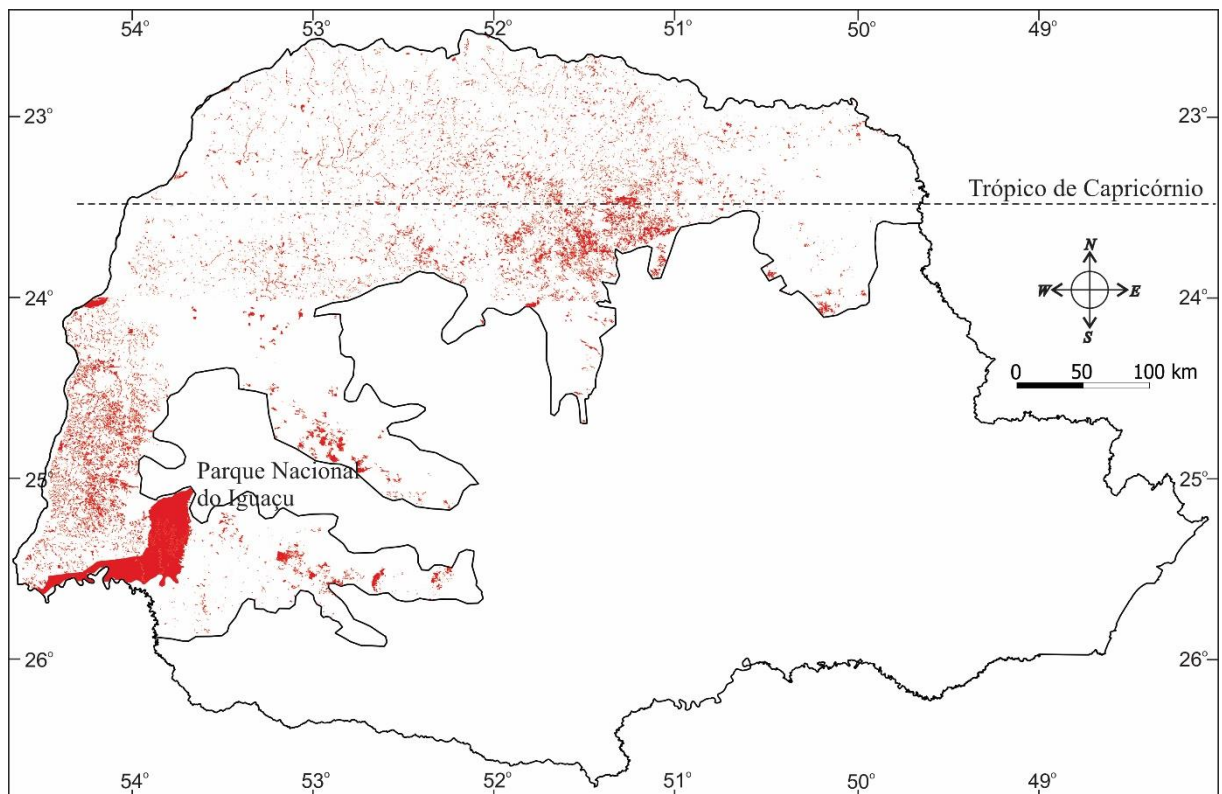 54° 53° 52° 51° 50° 49°
23° 23°
Trópico de Capricórnio
N
W E
S
24° 24°
0 50 100 km
25° 25°
Parque Nacional
do Iguaçu
26° 26°
54° 53° 52° 51° 50° 49°